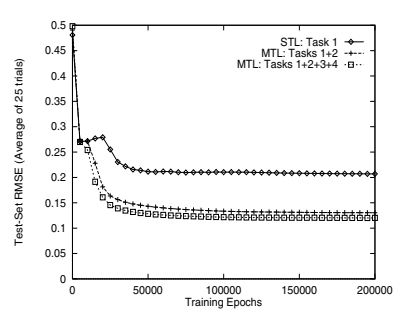 0.5
0.45
0.4
0.35
0.3
0.25
0.2
0.15
0.1
0.05
0
Test-Set RMSE (Average of 25 trials)
STL: Task 1
MTL: Tasks 1+2
MTL: Tasks 1+2+3+4
0 50000 100000 150000 200000
Training Epochs